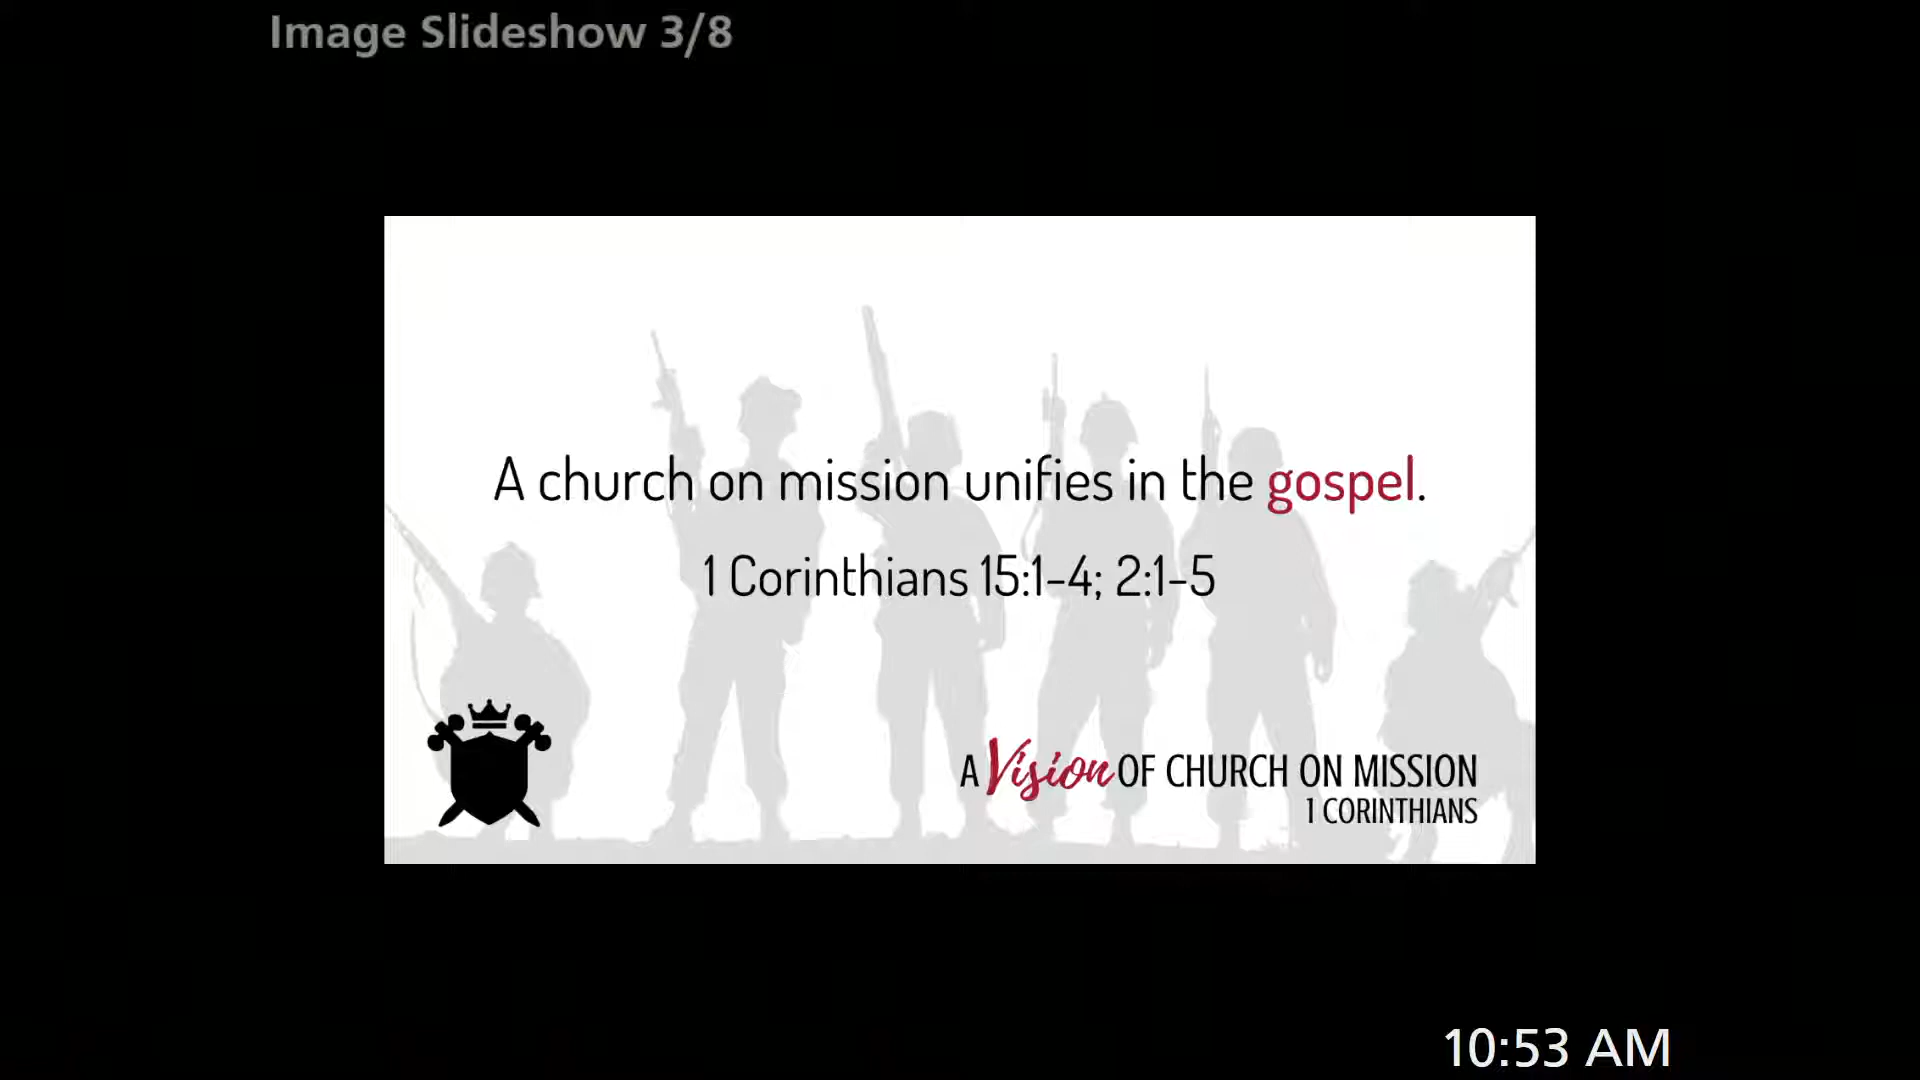 Image Slideshow 3/8
A church on mission unifies in the gospel.
1 Corinthians 15:1-4; 2:1-5
A Vision OF CHURCH ON MISSION
1 CORINTHIANS
10:53 AM